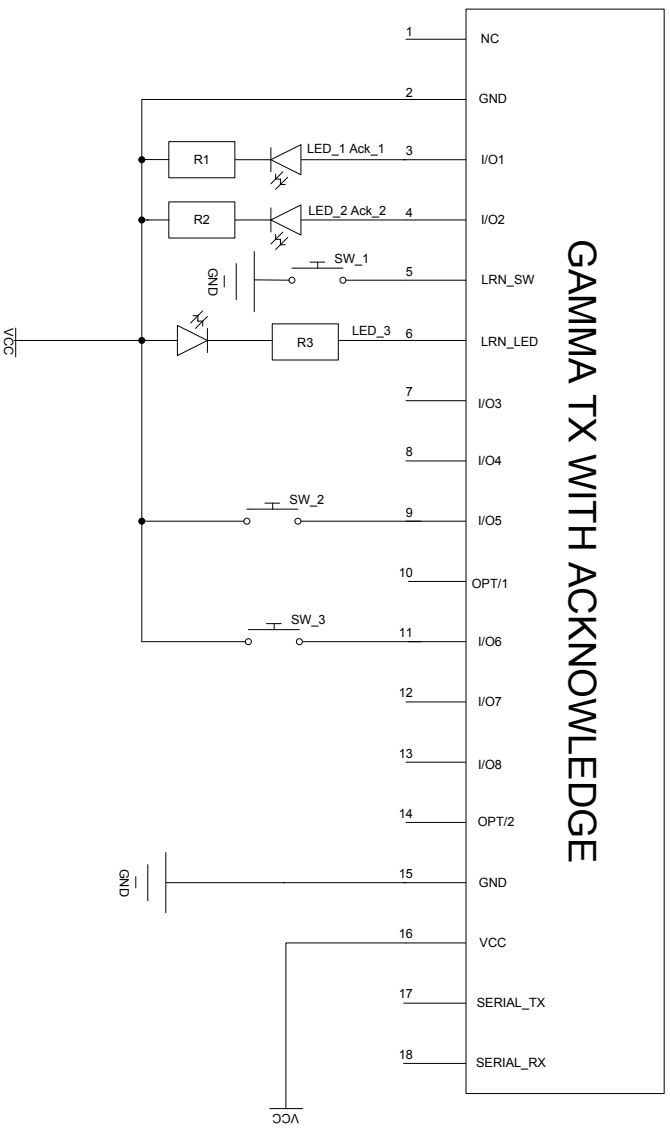 GAMMA TX WITH ACKNOWLEDGE
1 NC
2 GND
R1 LED_1 Ack_1 3 I/O1
R2 LED_2 Ack_2 4 I/O2
GND SW_1 5 LRN_SW
R3 LED_3 6 LRN_LED
VCC
7 I/O3
8 I/O4
SW_2 9 I/O5
10 OPT/1
SW_3 11 I/O6
12 I/O7
13 I/O8
14 OPT/2
GND 15 GND
16 VCC
17 SERIAL_TX
18 SERIAL_RX
VCC